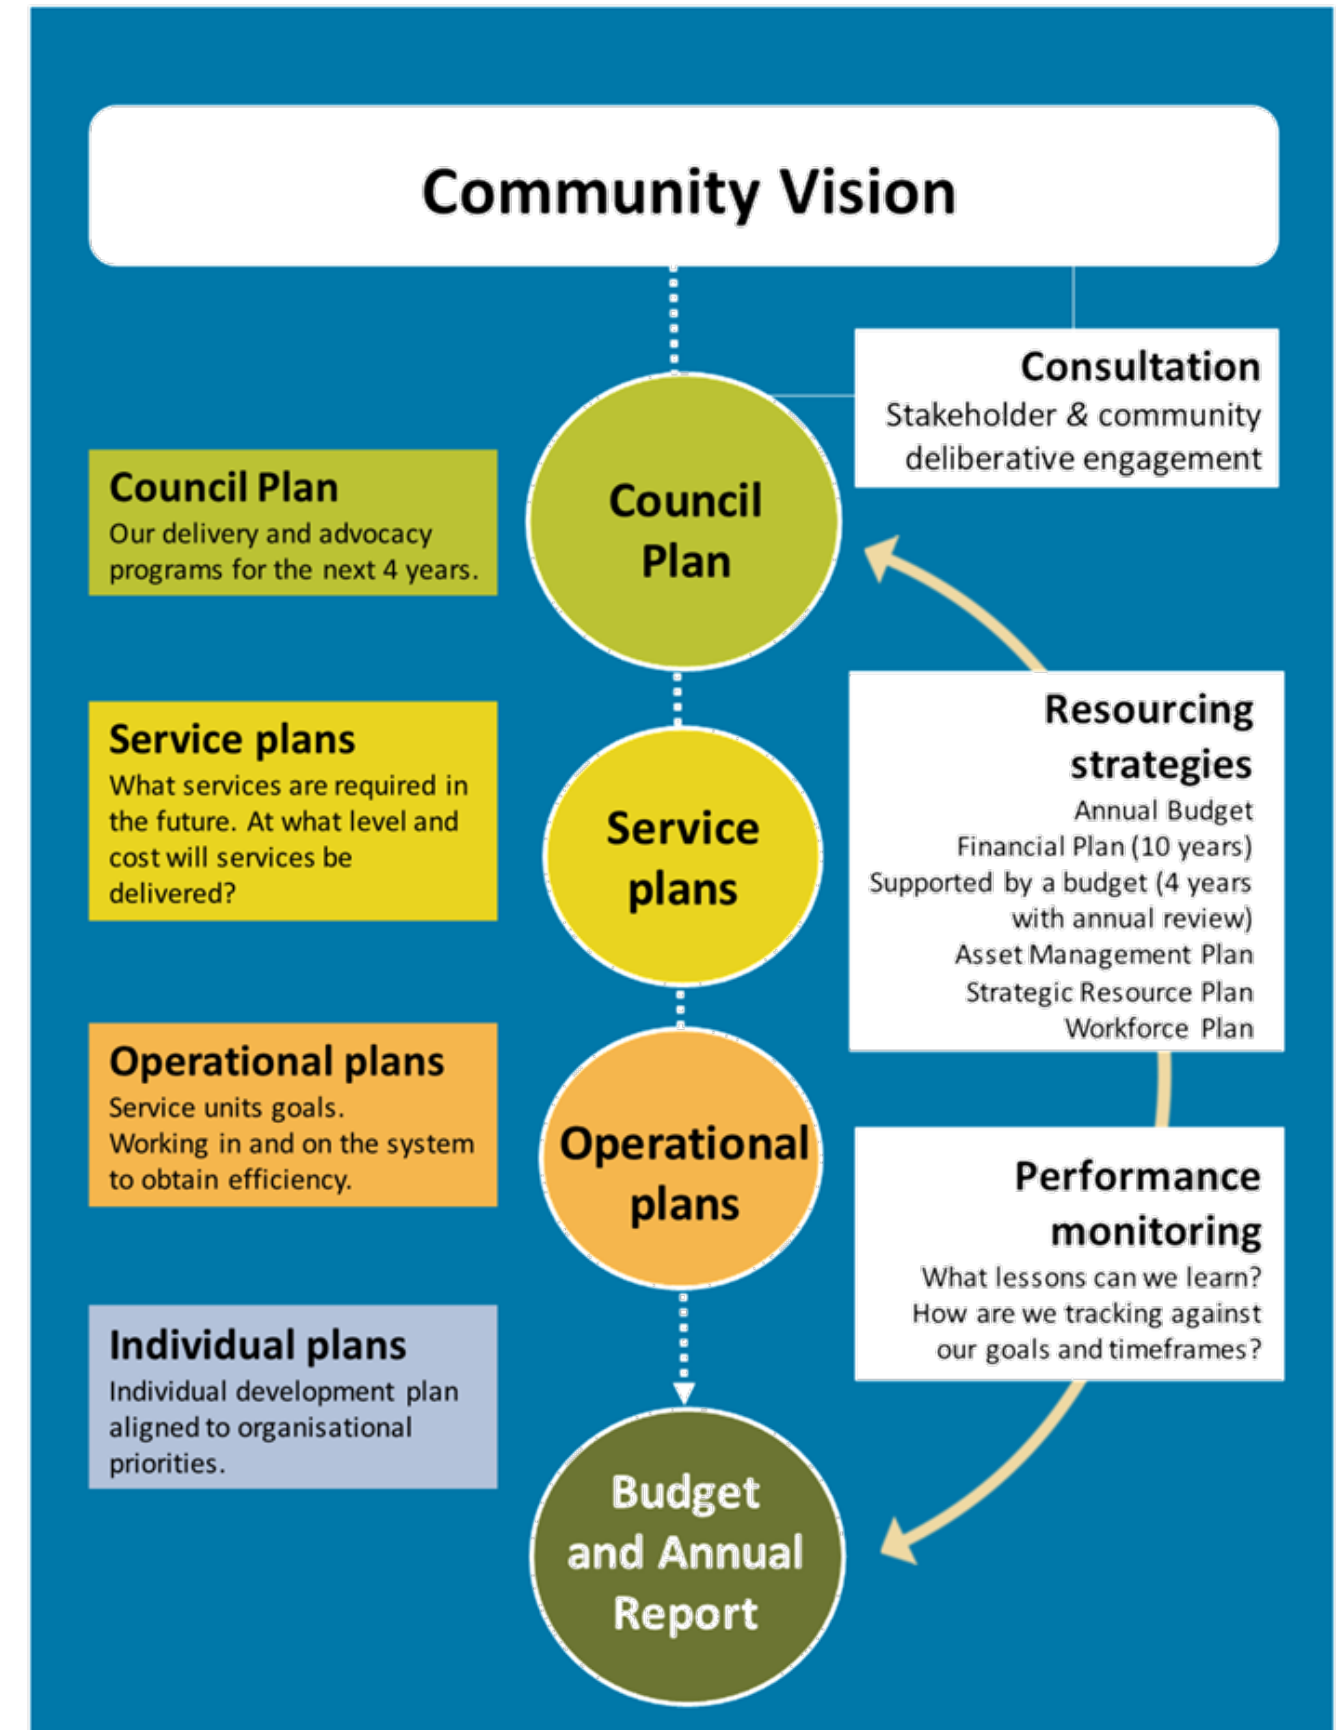 Community Vision
Consultation
Stakeholder & community
deliberative engagement
Council
Plan
Council Plan
Our delivery and advocacy
programs for the next 4 years.
Resourcing
strategies
Annual Budget
Financial Plan (10 years)
Supported by a budget (4 years
with annual review)
Asset Management Plan
Strategic Resource Plan
Workforce Plan
Service plans
What services are required in
the future. At what level and
cost will services be
delivered?
Service
plans
Operational plans
Service units goals.
Working in and on the system
to obtain efficiency.
Operational
plans
Performance
monitoring
What lessons can we learn?
How are we tracking against
our goals and timeframes?
Individual plans
Individual development plan
aligned to organisational
priorities.
Budget
and Annual
Report